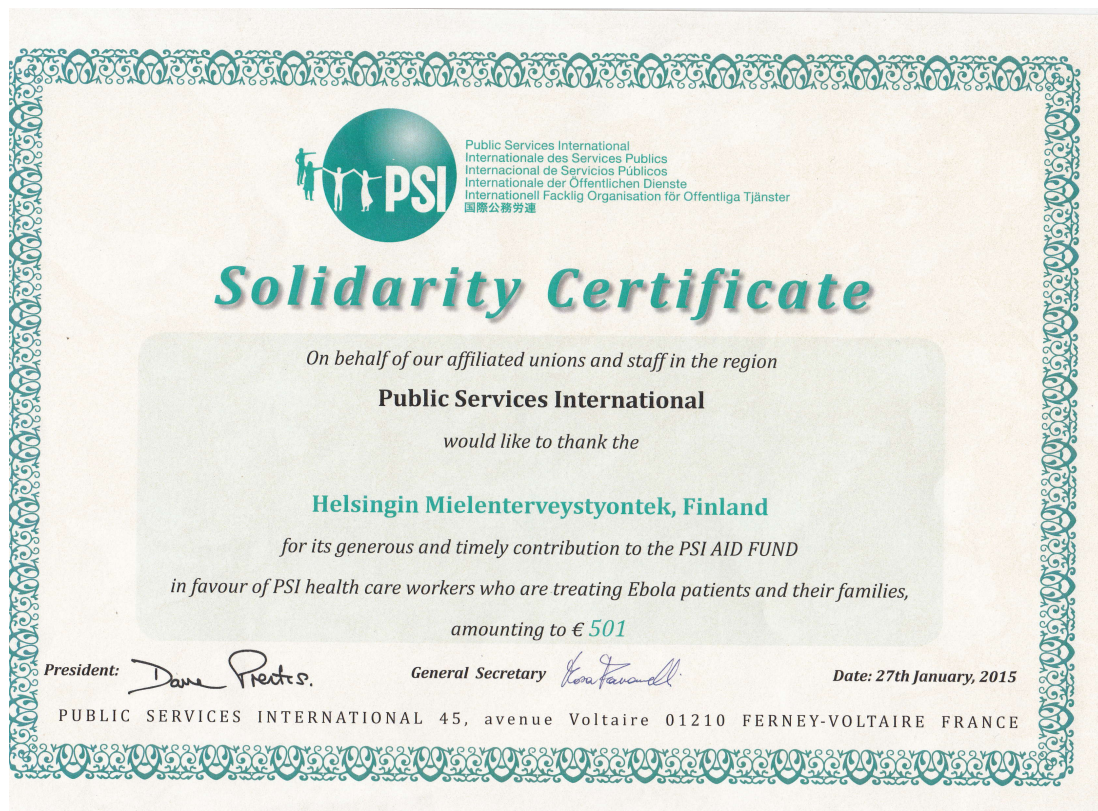 PSI
Public Services International
Internationale des Services Publics
Internacional de Servicios Públicos
Internationale der Öffentlichen Dienste
Internationell Facklig Organisation för Offentliga Tjänster
国際公務労連
Solidarity Certificate
On behalf of our affiliated unions and staff in the region
Public Services International
would like to thank the
Helsingin Mielenterveystyontek, Finland
for its generous and timely contribution to the PSI AID FUND
in favour of PSI health care workers who are treating Ebola patients and their families,
amounting to € 501
President: Dave Prentis. General Secretary Rosa Pavanelli Date: 27th January, 2015
PUBLIC SERVICES INTERNATIONAL 45, avenue Voltaire 01210 FERNEY-VOLTAIRE FRANCE